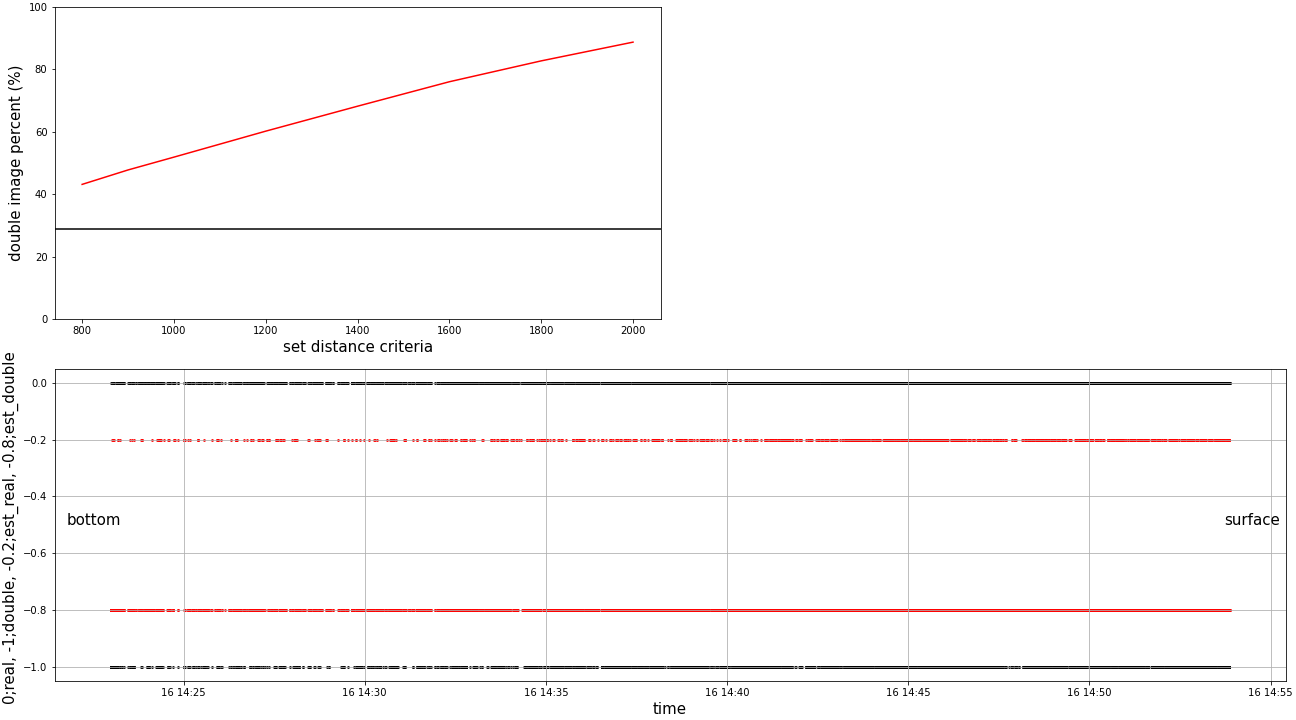 100
80
60
40
20
0
double image percent (%)
800 1000 1200 1400 1600 1800 2000
set distance criteria
0.0
−0.2
−0.4
−0.6
−0.8
−1.0
0;real, -1;double, -0.2;est_real, -0.8;est_double
bottom
surface
16 14:25 16 14:30 16 14:35 16 14:40 16 14:45 16 14:50 16 14:55
time